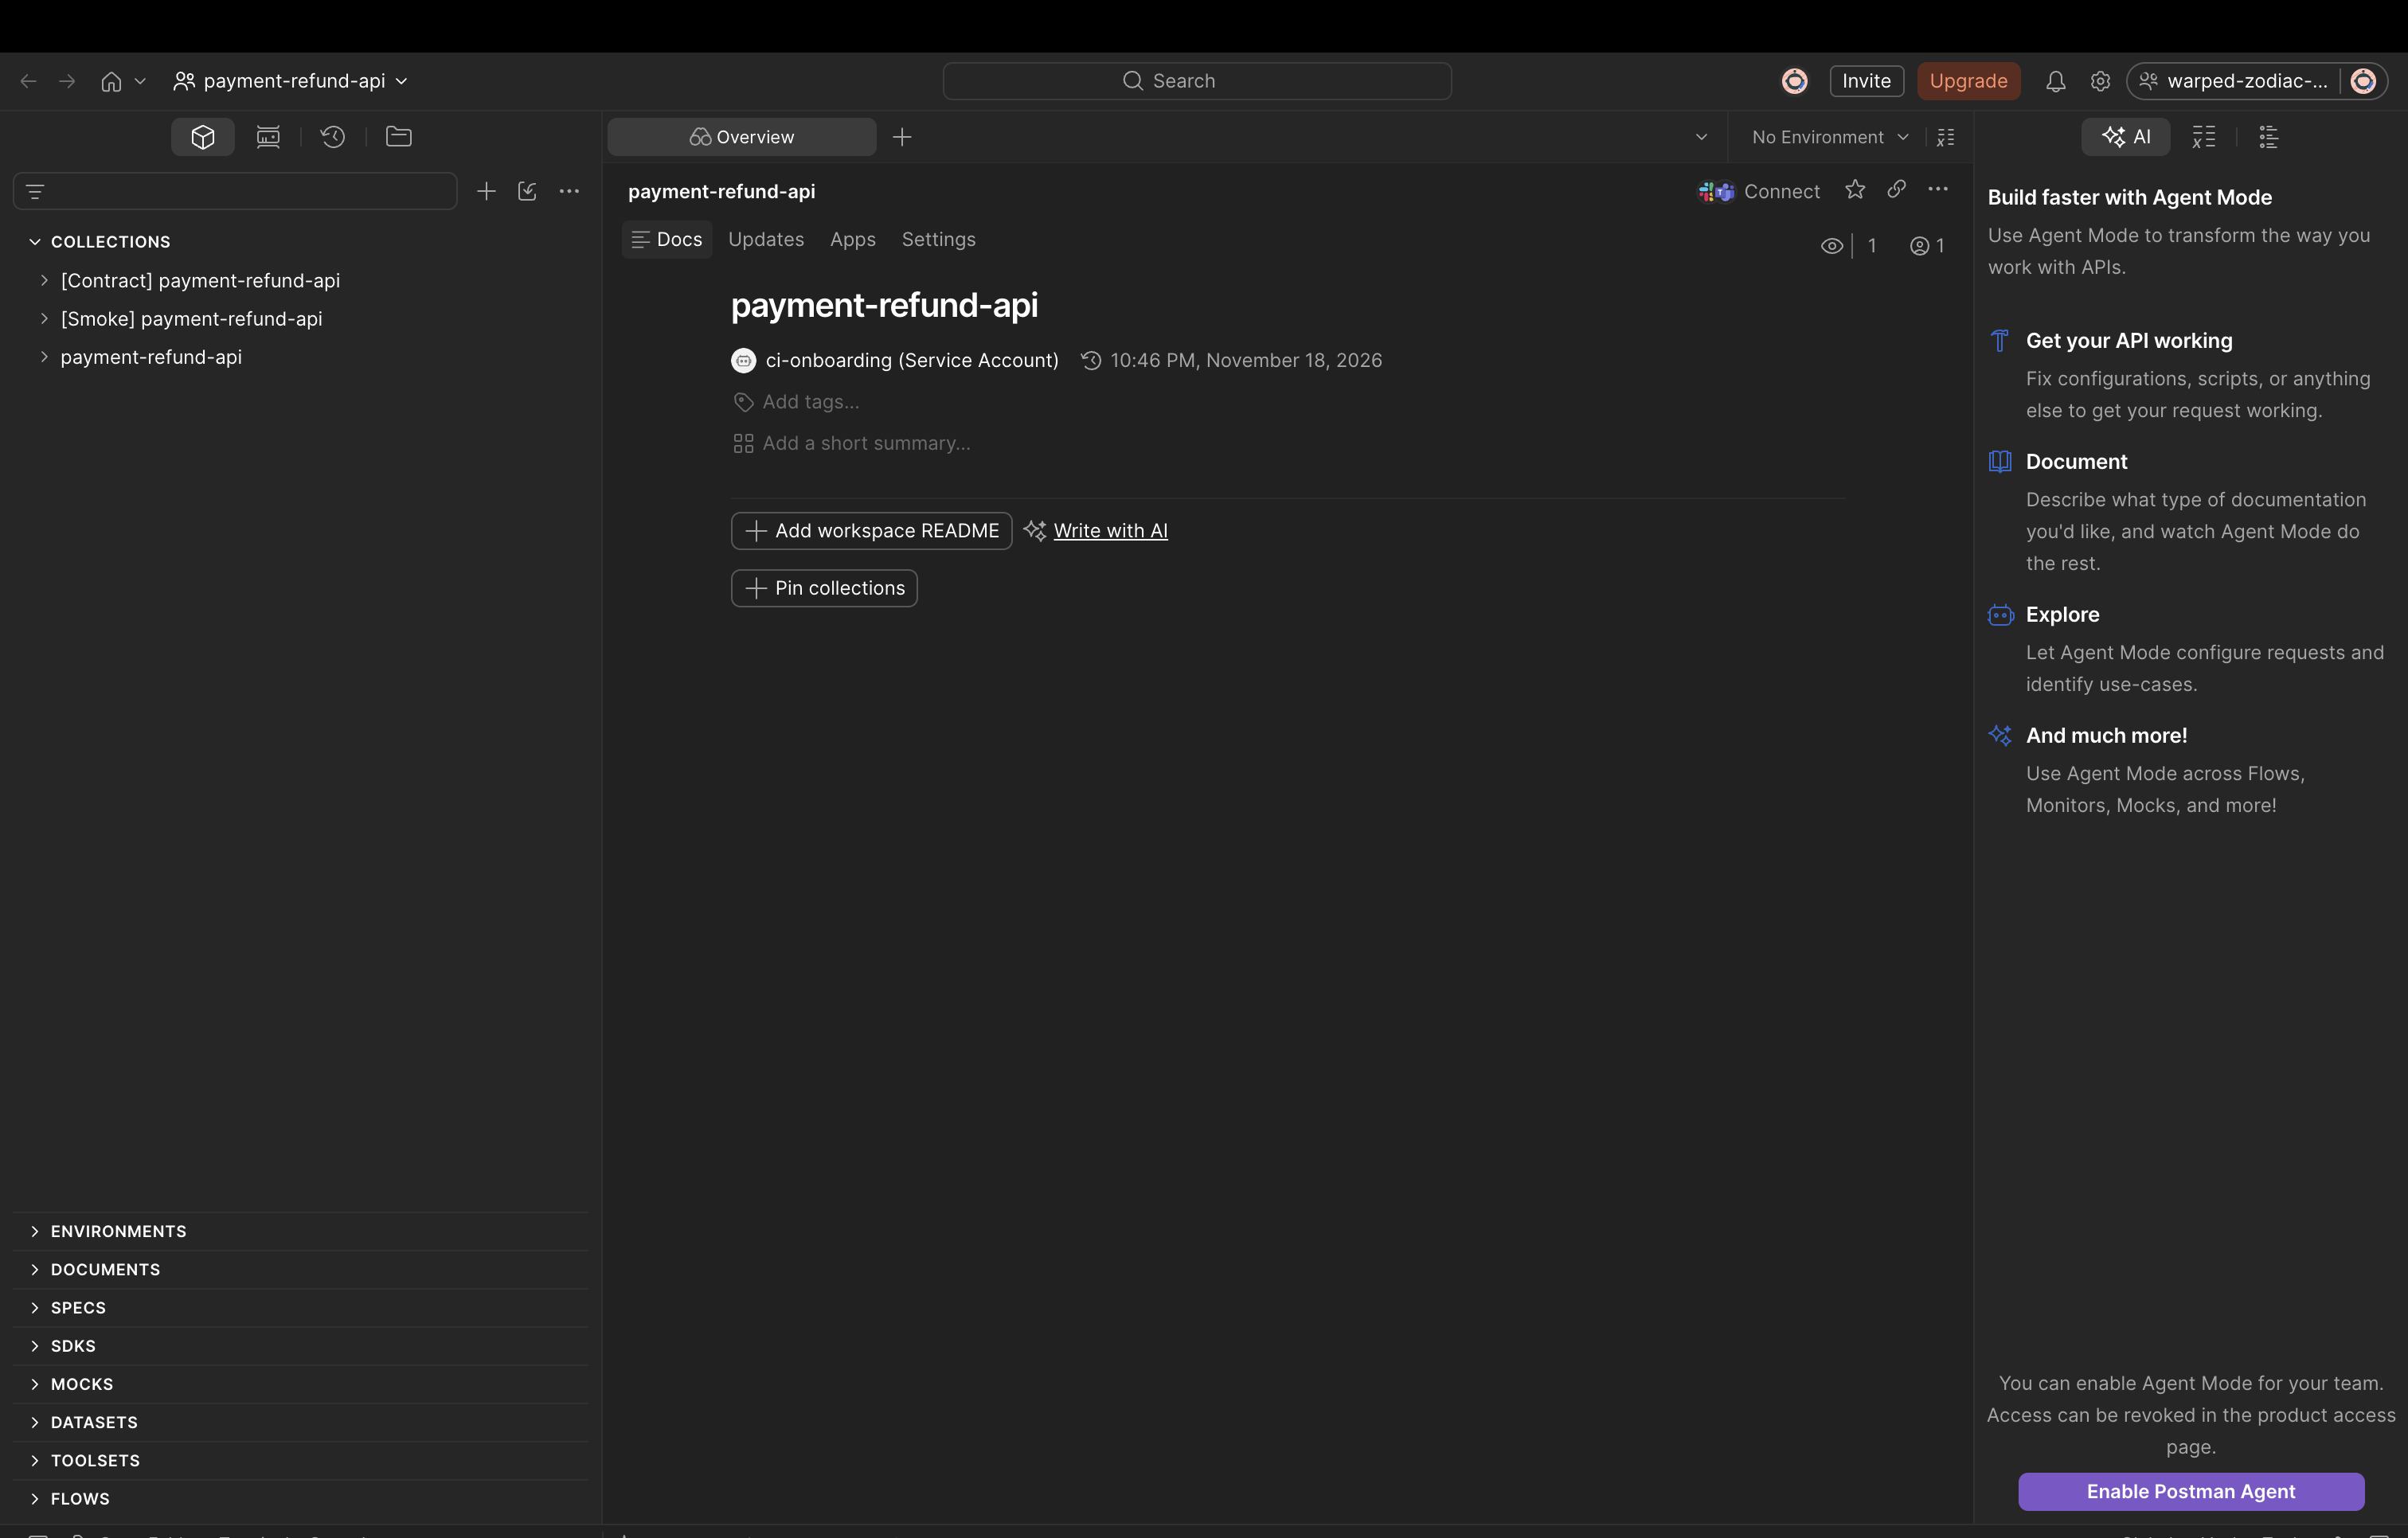 payment-refund-api
Search
Invite
Upgrade
warped-zodiac-...
Overview
No Environment
AI
COLLECTIONS
[Contract] payment-refund-api
[Smoke] payment-refund-api
payment-refund-api
ENVIRONMENTS
DOCUMENTS
SPECS
SDKS
MOCKS
DATASETS
TOOLSETS
FLOWS
payment-refund-api
Connect
Docs
Updates
Apps
Settings
1
1
payment-refund-api
ci-onboarding (Service Account)
10:46 PM, November 18, 2026
Add tags...
Add a short summary...
Add workspace README
Write with AI
Pin collections
Build faster with Agent Mode
Use Agent Mode to transform the way you
work with APIs.
Get your API working
Fix configurations, scripts, or anything
else to get your request working.
Document
Describe what type of documentation
you'd like, and watch Agent Mode do
the rest.
Explore
Let Agent Mode configure requests and
identify use-cases.
And much more!
Use Agent Mode across Flows,
Monitors, Mocks, and more!
You can enable Agent Mode for your team.
Access can be revoked in the product access
page.
Enable Postman Agent